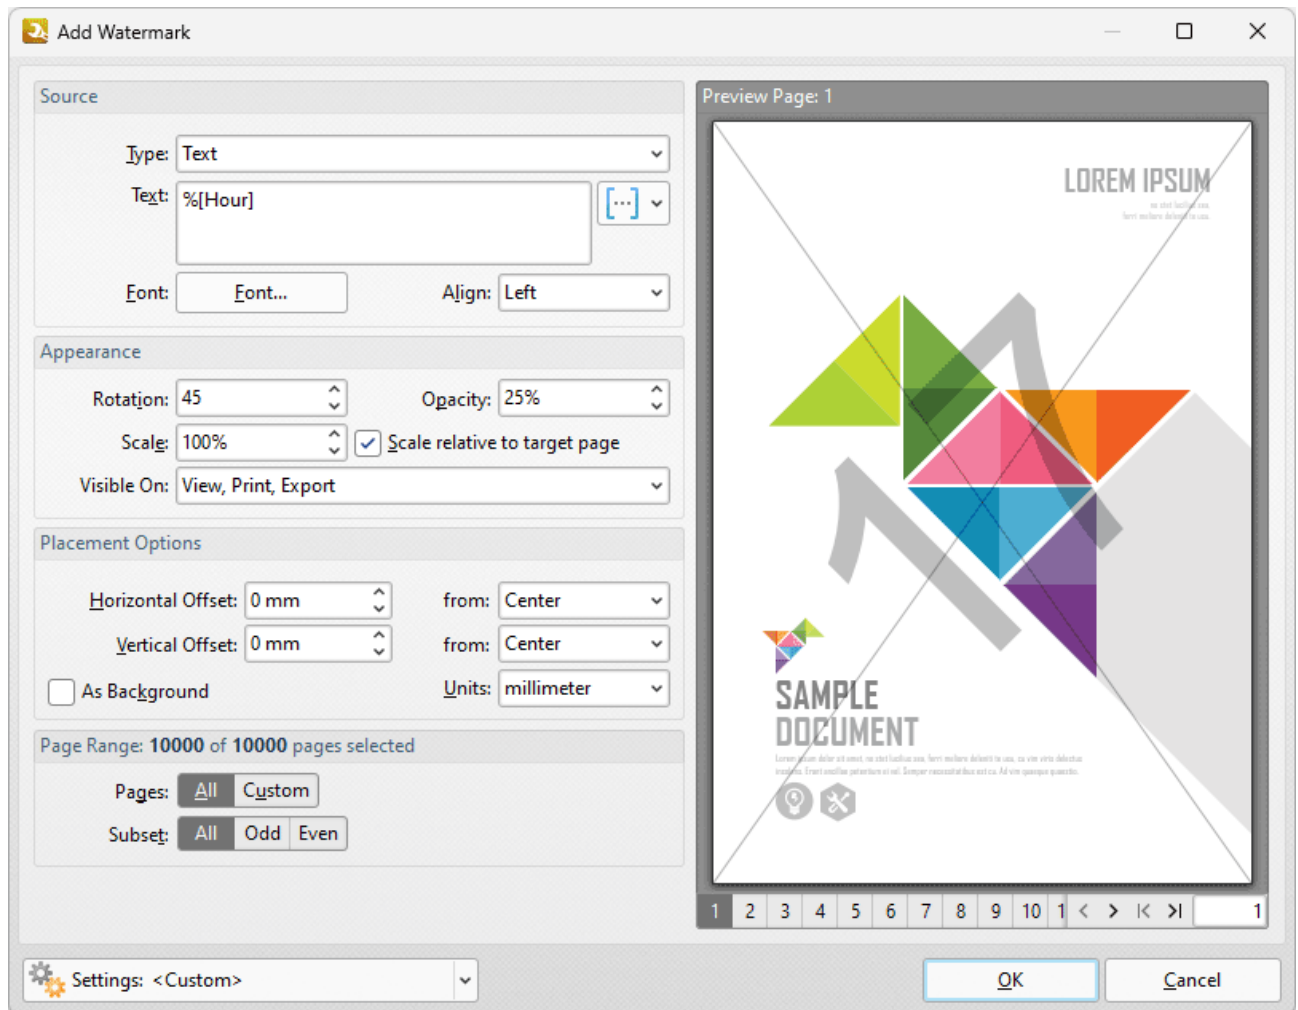 Add Watermark
Source
Type: Text
Text: %[Hour]
Font: Font... Align: Left
Appearance
Rotation: 45 Opacity: 25%
Scale: 100% Scale relative to target page
Visible On: View, Print, Export
Placement Options
Horizontal Offset: 0 mm from: Center
Vertical Offset: 0 mm from: Center
As Background Units: millimeter
Page Range: 10000 of 10000 pages selected
Pages: All Custom
Subset: All Odd Even
Preview Page: 1
LOREM IPSUM
SAMPLE
DOCUMENT
1 2 3 4 5 6 7 8 9 10 1 1
Settings: <Custom>
OK Cancel